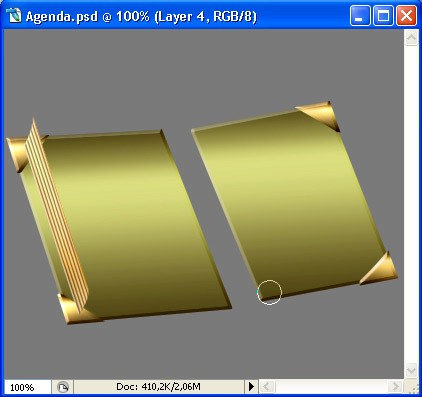 Agenda.psd @ 100% (Layer 4, RGB/8)
100%
Doc: 410,2K/2,06M